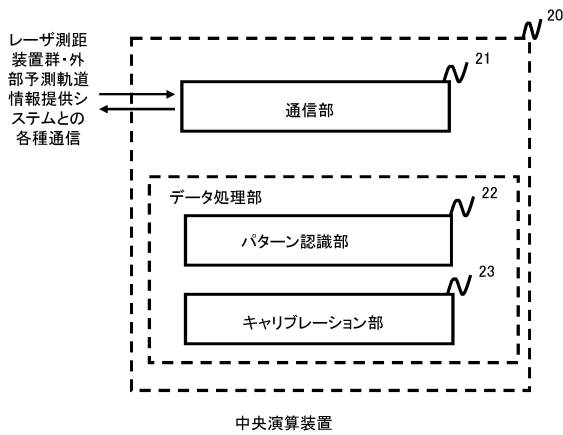 20
レーザ測距
装置群・外
部予測軌道
情報提供シ
ステムとの
各種通信
21
通信部
データ処理部
22
パターン認識部
23
キャリブレーション部
中央演算装置